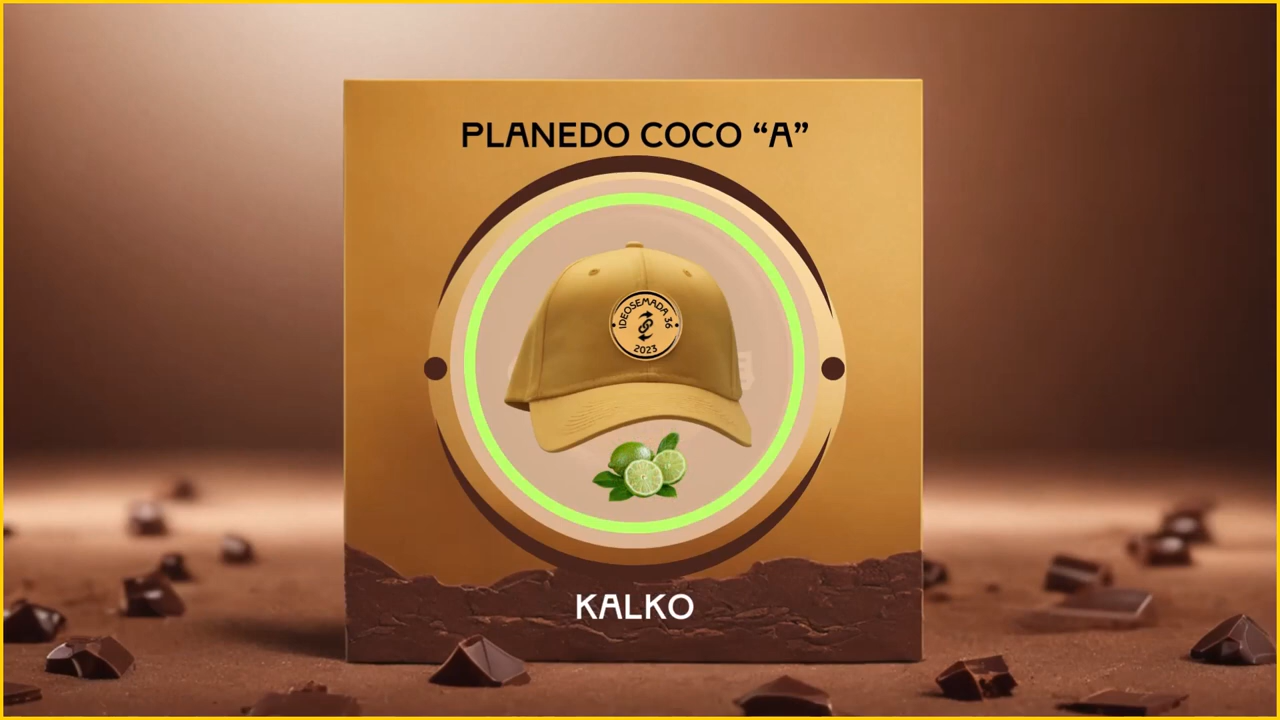 PLANEDO COCO “A”
IDEOSEMADA 36
2023
KALKO